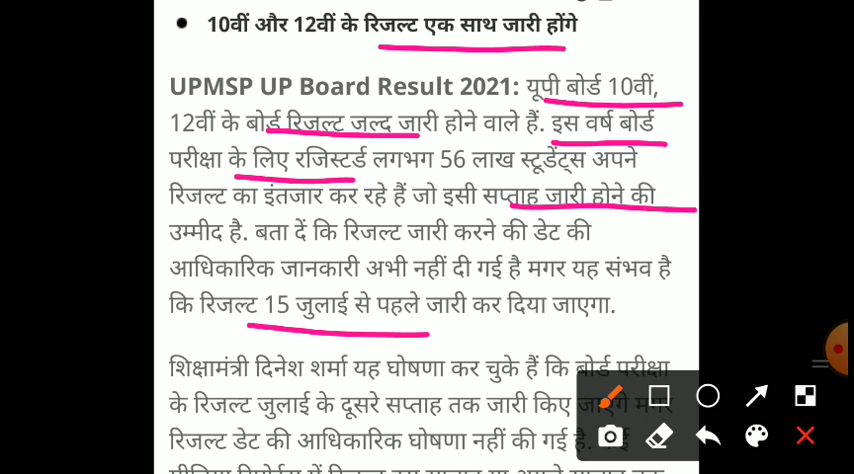 10वीं और 12वीं के रिजल्ट एक साथ जारी होंगे
UPMSP UP Board Result 2021: यूपी बोर्ड 10वीं,
12वीं के बोर्ड रिजल्ट जल्द जारी होने वाले हैं. इस वर्ष बोर्ड
परीक्षा के लिए रजिस्टर्ड लगभग 56 लाख स्टूडेंट्स अपने
रिजल्ट का इंतजार कर रहे हैं जो इसी सप्ताह जारी होने की
उम्मीद है. बता दें कि रिजल्ट जारी करने की डेट की
आधिकारिक जानकारी अभी नहीं दी गई है मगर यह संभव है
कि रिजल्ट 15 जुलाई से पहले जारी कर दिया जाएगा.
शिक्षामंत्री दिनेश शर्मा यह घोषणा कर चुके हैं कि बोर्ड परीक्षा
के रिजल्ट जुलाई के दूसरे सप्ताह तक जारी किए जाएंगे मगर
रिजल्ट डेट की आधिकारिक घोषणा नहीं की गई है.